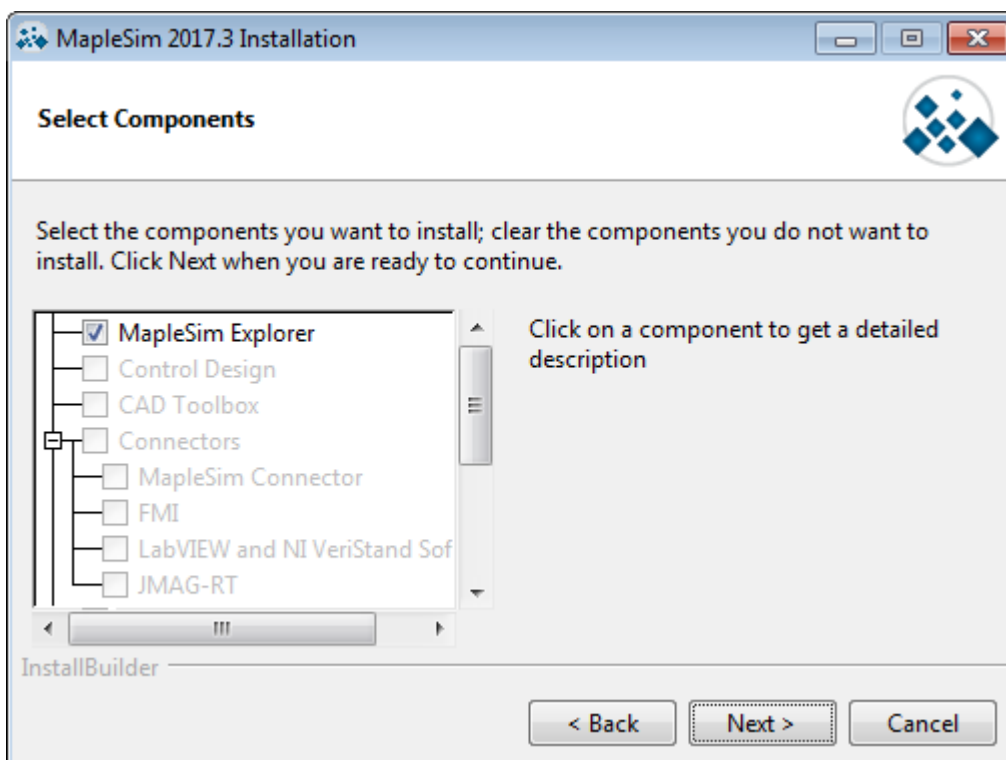 MapleSim 2017.3 Installation
Select Components
Select the components you want to install; clear the components you do not want to
install. Click Next when you are ready to continue.
MapleSim Explorer
Control Design
CAD Toolbox
Connectors
MapleSim Connector
FMI
LabVIEW and NI VeriStand Sof
JMAG-RT
Click on a component to get a detailed
description
InstallBuilder
< Back
Next >
Cancel